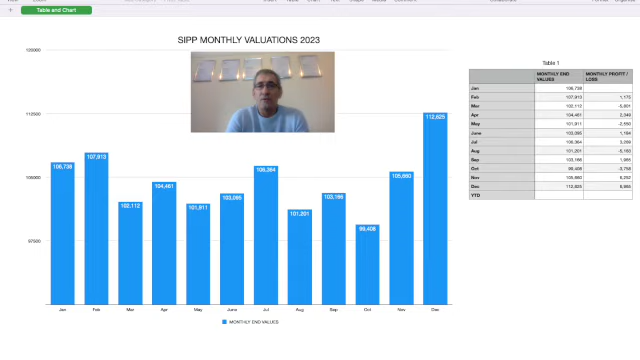 Table and Chart
SIPP MONTHLY VALUATIONS 2023
120000
112500
105000
97500
106,738
107,913
102,112
104,461
101,911
103,095
106,364
101,201
103,166
99,408
105,660
112,625
Jan Feb Mar Apr May June Jul Aug Sep Oct Nov Dec
MONTHLY END VALUES
Table 1
MONTHLY END VALUES MONTHLY PROFIT / LOSS
Jan 106,738
Feb 107,913 1,175
Mar 102,112 -5,801
Apr 104,461 2,349
May 101,911 -2,550
June 103,095 1,184
Jul 106,364 3,269
Aug 101,201 -5,163
Sep 103,166 1,965
Oct 99,408 -3,758
Nov 105,660 6,252
Dec 112,625 6,965
YTD